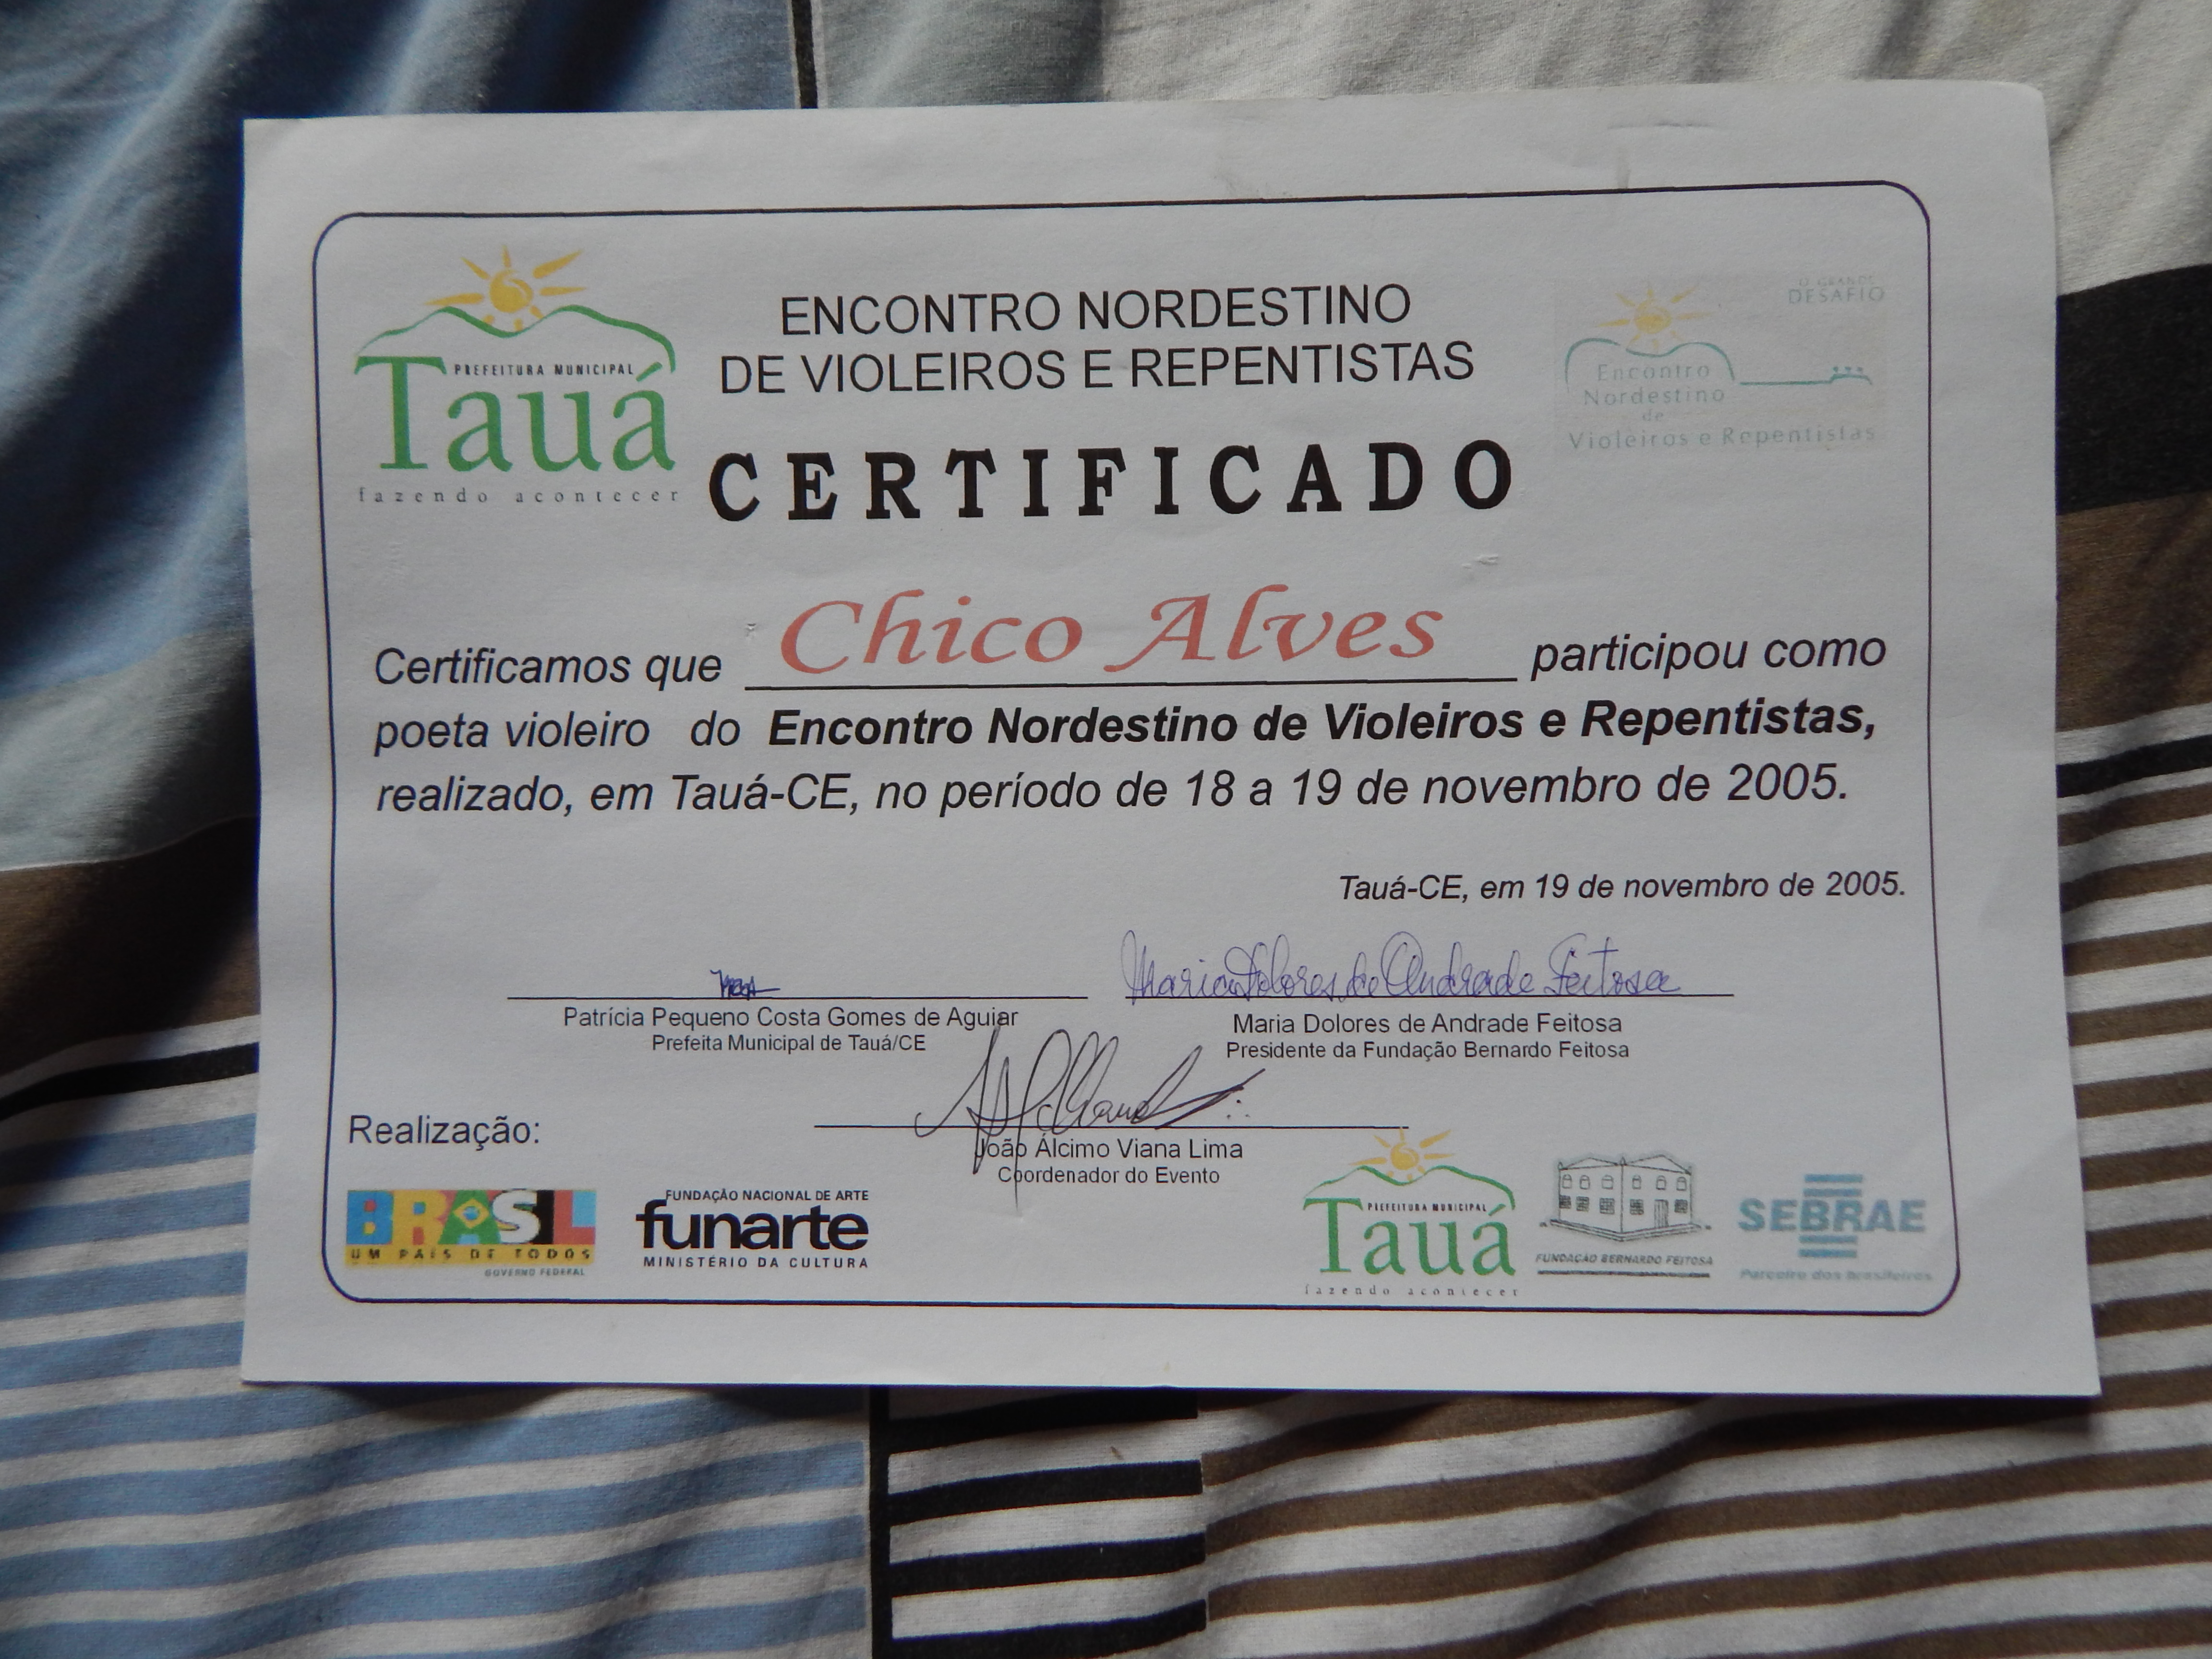 ENCONTRO NORDESTINO
DE VIOLEIROS E REPENTISTAS
CERTIFICADO
PREFEITURA MUNICIPAL
Tauá
fazendo acontecer
O GRANDE
DESAFIO
Encontro
Nordestino
de
Violeiros e Repentistas
Certificamos que Chico Alves participou como
poeta violeiro do Encontro Nordestino de Violeiros e Repentistas,
realizado, em Tauá-CE, no período de 18 a 19 de novembro de 2005.
Tauá-CE, em 19 de novembro de 2005.
Maria Dolores de Andrade Feitosa
Patrícia Pequeno Costa Gomes de Aguiar
Prefeita Municipal de Tauá/CE
Maria Dolores de Andrade Feitosa
Presidente da Fundação Bernardo Feitosa
João Álcimo Viana Lima
Coordenador do Evento
Realização:
BRASIL
UM PAÍS DE TODOS
GOVERNO FEDERAL
FUNDAÇÃO NACIONAL DE ARTE
funarte
MINISTÉRIO DA CULTURA
PREFEITURA MUNICIPAL
Tauá
fazendo acontecer
FUNDAÇÃO BERNARDO FEITOSA
SEBRAE
Parceiro dos brasileiros